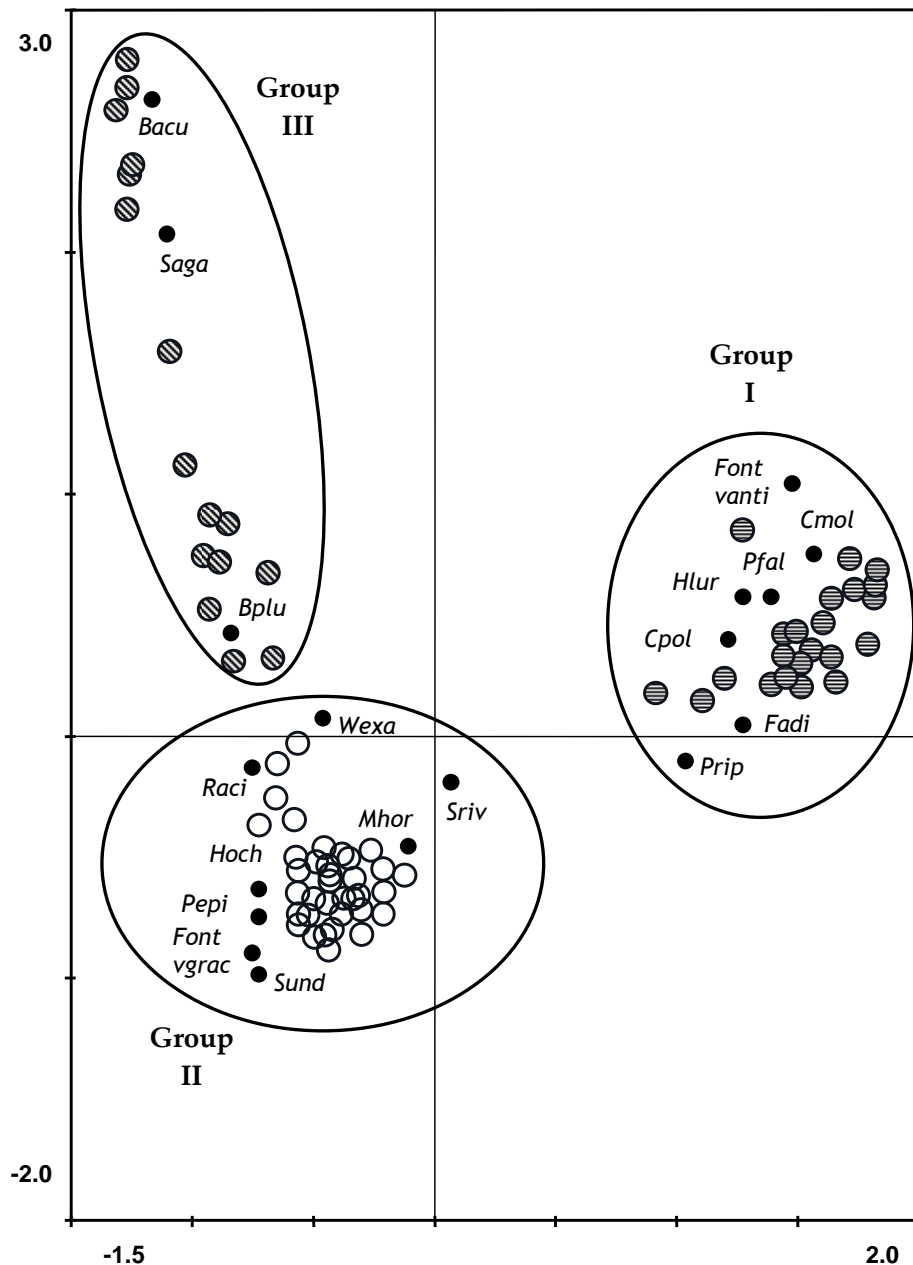 3.0
Group
III
Bacu
Saga
Group
I
Font
vanti
Cmol
Pfal
Hlur
Bplu
Cpol
Wexa
Fadi
Prip
Raci
Sriv
Mhor
Hoch
Pepi
Font
vgrac
Sund
Group
II
-2.0
-1.5
2.0